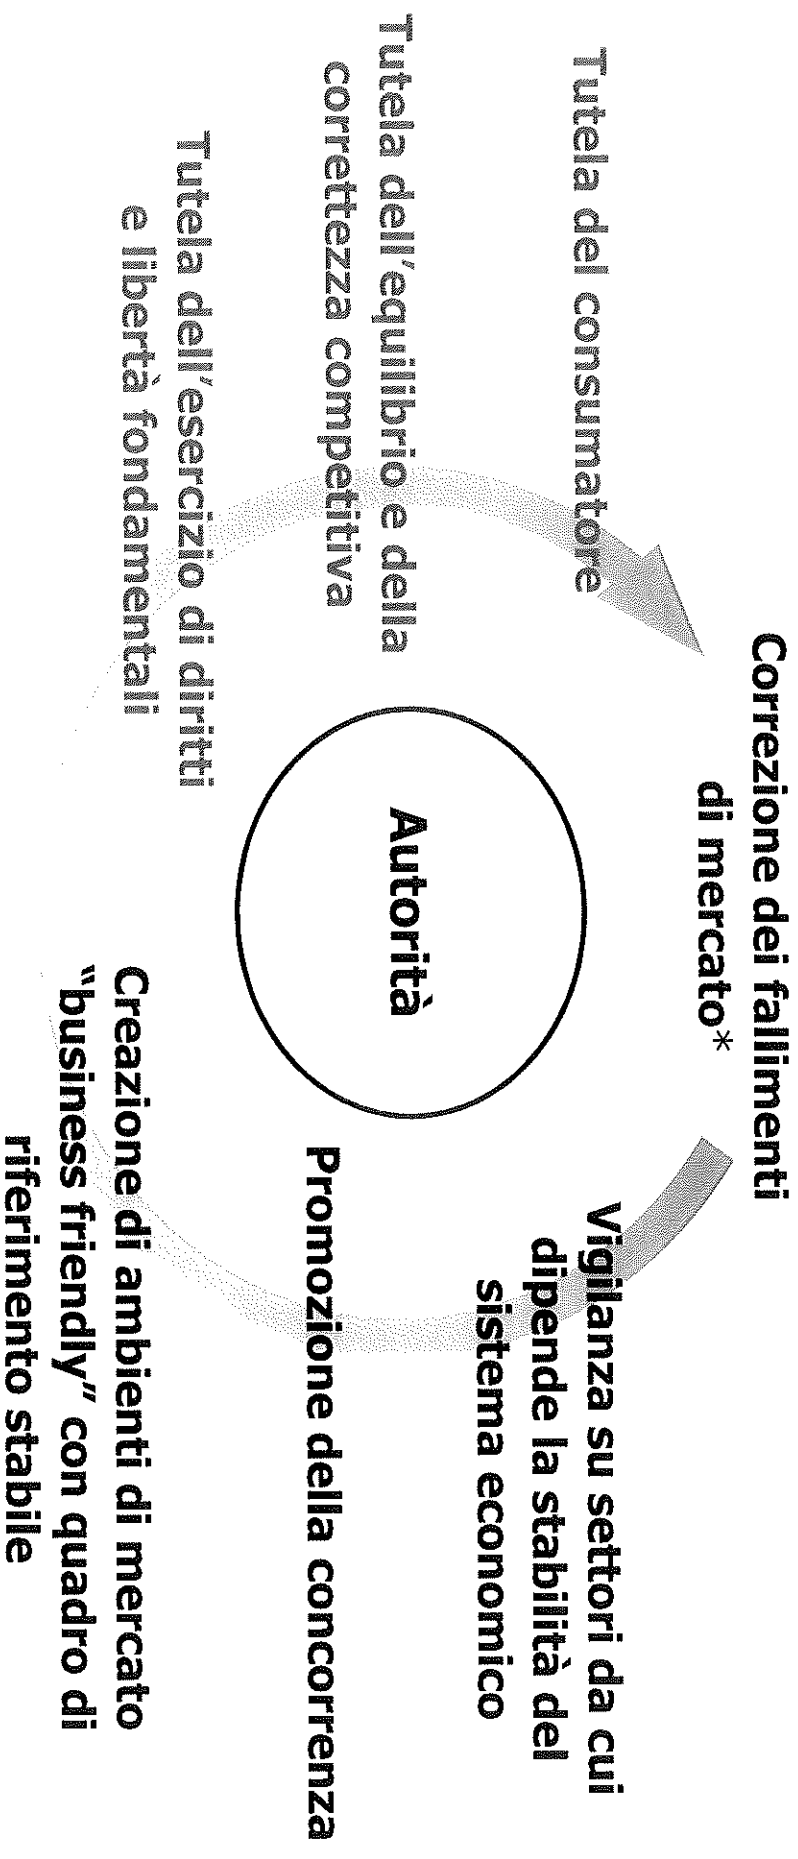 Correzione dei fallimenti
di mercato*
Vigilanza su settori da cui
dipende la stabilità del
sistema economico
Promozione della concorrenza
Creazione di ambienti di mercato
“business friendly” con quadro di
riferimento stabile
Tutela dell’esercizio di diritti
e libertà fondamentali
Tutela dell’equilibrio e della
correttezza competitiva
Tutela del consumatore
Autorità